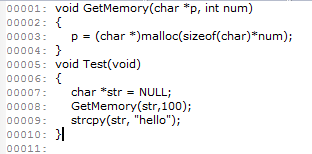 00001: void GetMemory(char *p, int num)
00002: {
00003:     p = (char *)malloc(sizeof(char)*num);
00004: }
00005: void Test(void)
00006: {
00007:     char *str = NULL;
00008:     GetMemory(str,100);
00009:     strcpy(str, "hello");
00010: }
00011: